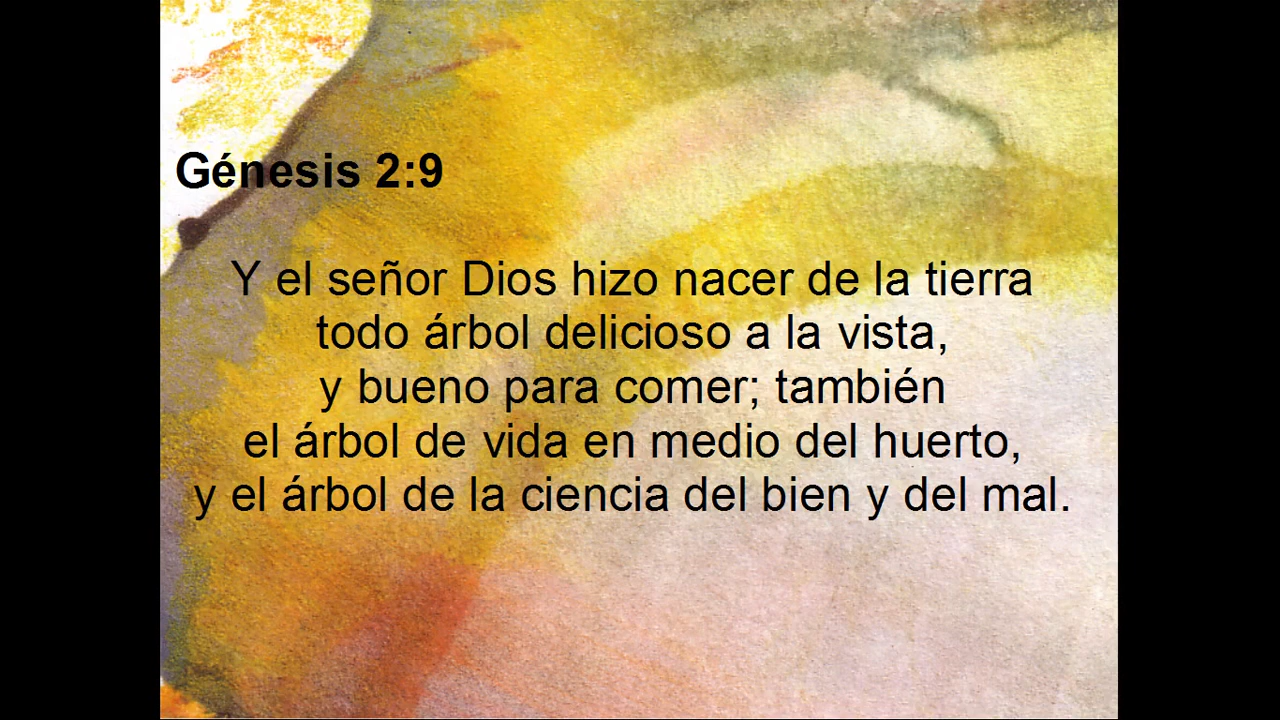 Génesis 2:9
Y el señor Dios hizo nacer de la tierra
todo árbol delicioso a la vista,
y bueno para comer; también
el árbol de vida en medio del huerto,
y el árbol de la ciencia del bien y del mal.